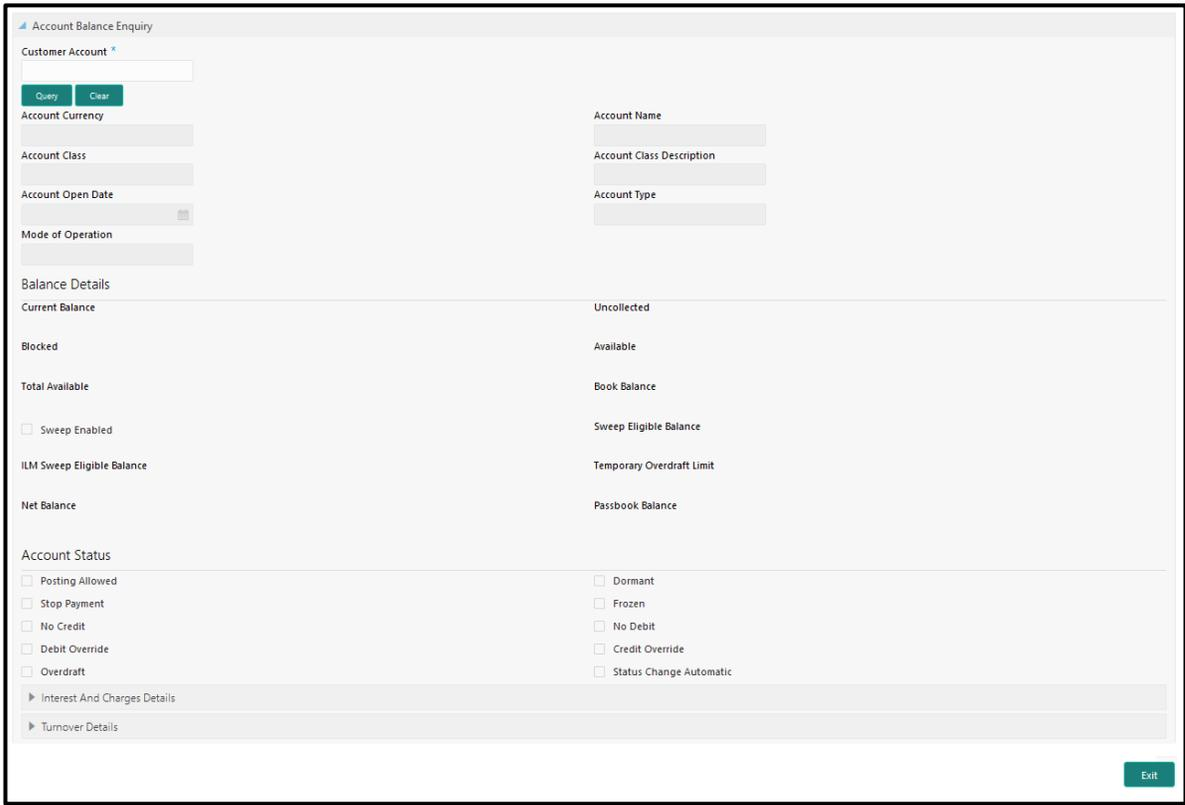 Account Balance Enquiry
Customer Account *
Query Clear
Account Currency Account Name
Account Class Account Class Description
Account Open Date Account Type
Mode of Operation
Balance Details
Current Balance Uncollected
Blocked Available
Total Available Book Balance
Sweep Enabled Sweep Eligible Balance
ILM Sweep Eligible Balance Temporary Overdraft Limit
Net Balance Passbook Balance
Account Status
Posting Allowed Dormant
Stop Payment Frozen
No Credit No Debit
Debit Override Credit Override
Overdraft Status Change Automatic
Interest And Charges Details
Turnover Details
Exit